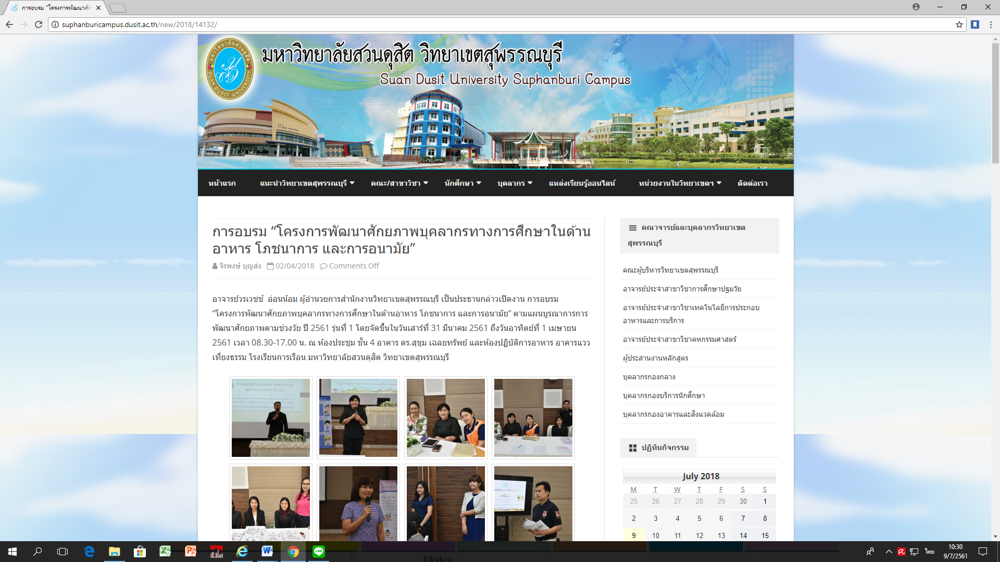 การอบรม "โครงการพัฒนาศัก
suphanburicampus.dusit.ac.th/new/2018/14132/
มหาวิทยาลัยสวนดุสิต
SUAN DUSIT UNIVERSITY
มหาวิทยาลัยสวนดุสิต วิทยาเขตสุพรรณบุรี
Suan Dusit University Suphanburi Campus
หน้าแรก แนะนำวิทยาเขตสุพรรณบุรี คณะ/สาขาวิชา นักศึกษา บุคลากร แหล่งเรียนรู้ออนไลน์ หน่วยงานในวิทยาเขตฯ ติดต่อเรา
การอบรม “โครงการพัฒนาศักยภาพบุคลากรทางการศึกษาในด้าน
อาหาร โภชนาการ และการอนามัย”
จิรพงษ์ บุญส่ง 02/04/2018 Comments Off
อาจารย์วรเวชช์ อ่อนน้อม ผู้อำนวยการสำนักงานวิทยาเขตสุพรรณบุรี เป็นประธานกล่าวเปิดงาน การอบรม
“โครงการพัฒนาศักยภาพบุคลากรทางการศึกษาในด้านอาหาร โภชนาการ และการอนามัย” ตามแผนบูรณาการการ
พัฒนาศักยภาพตามช่วงวัย ปี 2561 รุ่นที่ 1 โดยจัดขึ้นในวันเสาร์ที่ 31 มีนาคม 2561 ถึงวันอาทิตย์ที่ 1 เมษายน
2561 เวลา 08.30-17.00 น. ณ ห้องประชุม ชั้น 4 อาคาร ดร.สุขุม เฉลยทรัพย์ และห้องปฏิบัติการอาหาร อาคารแวว
เที่ยงธรรม โรงเรียนการเรือน มหาวิทยาลัยสวนดุสิต วิทยาเขตสุพรรณบุรี
คณาจารย์และบุคลากรวิทยาเขต
สุพรรณบุรี
คณะผู้บริหารวิทยาเขตสุพรรณบุรี
อาจารย์ประจำสาขาวิชาการศึกษาปฐมวัย
อาจารย์ประจำสาขาวิชาเทคโนโลยีการประกอบ
อาหารและการบริการ
อาจารย์ประจำสาขาวิชาคหกรรมศาสตร์
ผู้ประสานงานหลักสูตร
บุคลากรกองกลาง
บุคลากรกองบริการนักศึกษา
บุคลากรกองอาคารและสิ่งแวดล้อม
ปฏิทินกิจกรรม
July 2018
M T W T F S S
25 26 27 28 29 30 1
2 3 4 5 6 7 8
9 10 11 12 13 14 15
SPSS
LINE
Notes
ไทย
10:30
9/7/2561